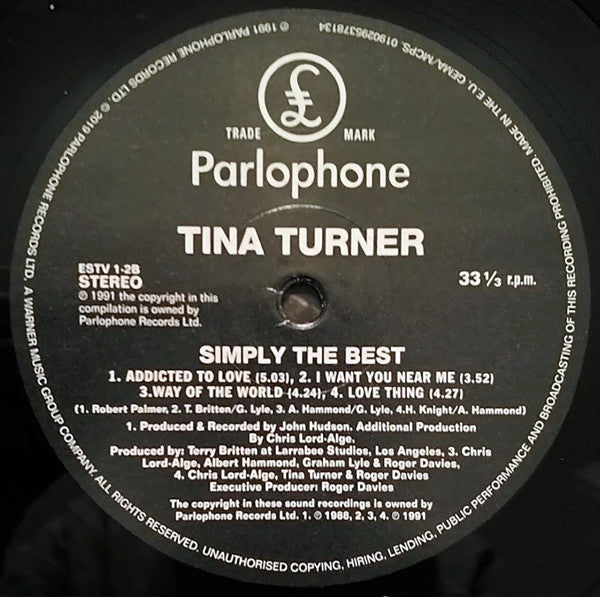 ℗ 1991 PARLOPHONE RECORDS LTD. © 2019 PARLOPHONE RECORDS LTD. A WARNER MUSIC GROUP COMPANY. ALL RIGHTS RESERVED. UNAUTHORISED COPYING, HIRING, LENDING, PUBLIC PERFORMANCE AND BROADCASTING OF THIS RECORDING PROHIBITED. MADE IN THE E.U. GEMA/MCPS. 0190295378134
£
TRADE MARK
Parlophone
TINA TURNER
ESTV 1-2B
STEREO
33 ⅓ r.p.m.
℗ 1991 the copyright in this
compilation is owned by
Parlophone Records Ltd.
SIMPLY THE BEST
1. ADDICTED TO LOVE (5.03), 2. I WANT YOU NEAR ME (3.52)
3.WAY OF THE WORLD (4.24), 4. LOVE THING (4.27)
(1. Robert Palmer, 2. T. Britten/G. Lyle, 3. A. Hammond/G. Lyle, 4.H. Knight/A. Hammond)
1. Produced & Recorded by John Hudson. Additional Production
By Chris Lord-Alge,
Produced by: Terry Britten at Larrabee Studios, Los Angeles, 3. Chris
Lord-Alge, Albert Hammond, Graham Lyle & Roger Davies,
4. Chris Lord-Alge, Tina Turner & Roger Davies
Executive Producer: Roger Davies
The copyright in these sound recordings is owned by
Parlophone Records Ltd. 1. ℗ 1988, 2, 3, 4. ℗ 1991